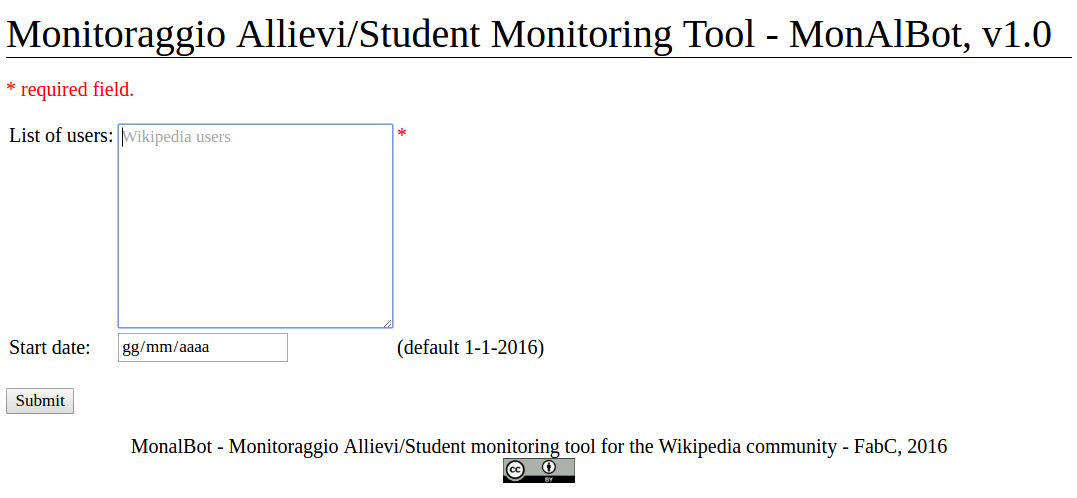 Monitoraggio Allievi/Student Monitoring Tool - MonAlBot, v1.0
* required field.
List of users: Wikipedia users *
Start date: gg/mm/aaaa (default 1-1-2016)
Submit
MonalBot - Monitoraggio Allievi/Student monitoring tool for the Wikipedia community - FabC, 2016
cc BY